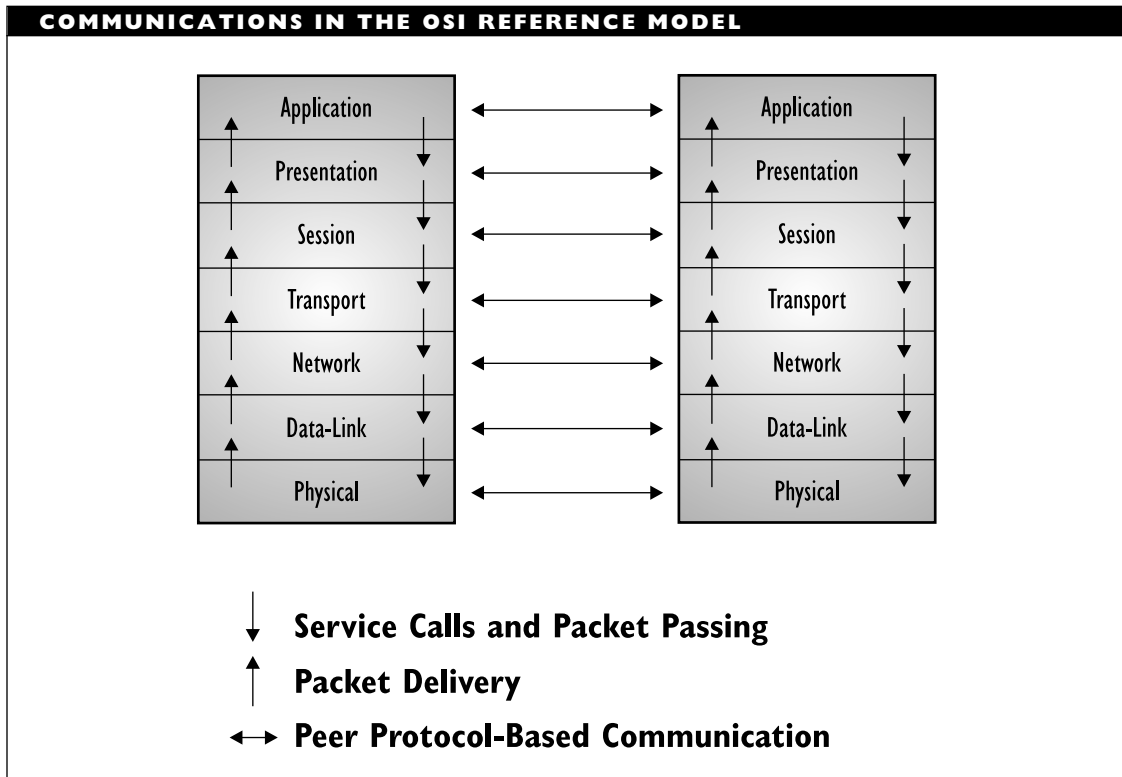 COMMUNICATIONS IN THE OSI REFERENCE MODEL
Application
Presentation
Session
Transport
Network
Data-Link
Physical
Application
Presentation
Session
Transport
Network
Data-Link
Physical
Service Calls and Packet Passing
Packet Delivery
Peer Protocol-Based Communication